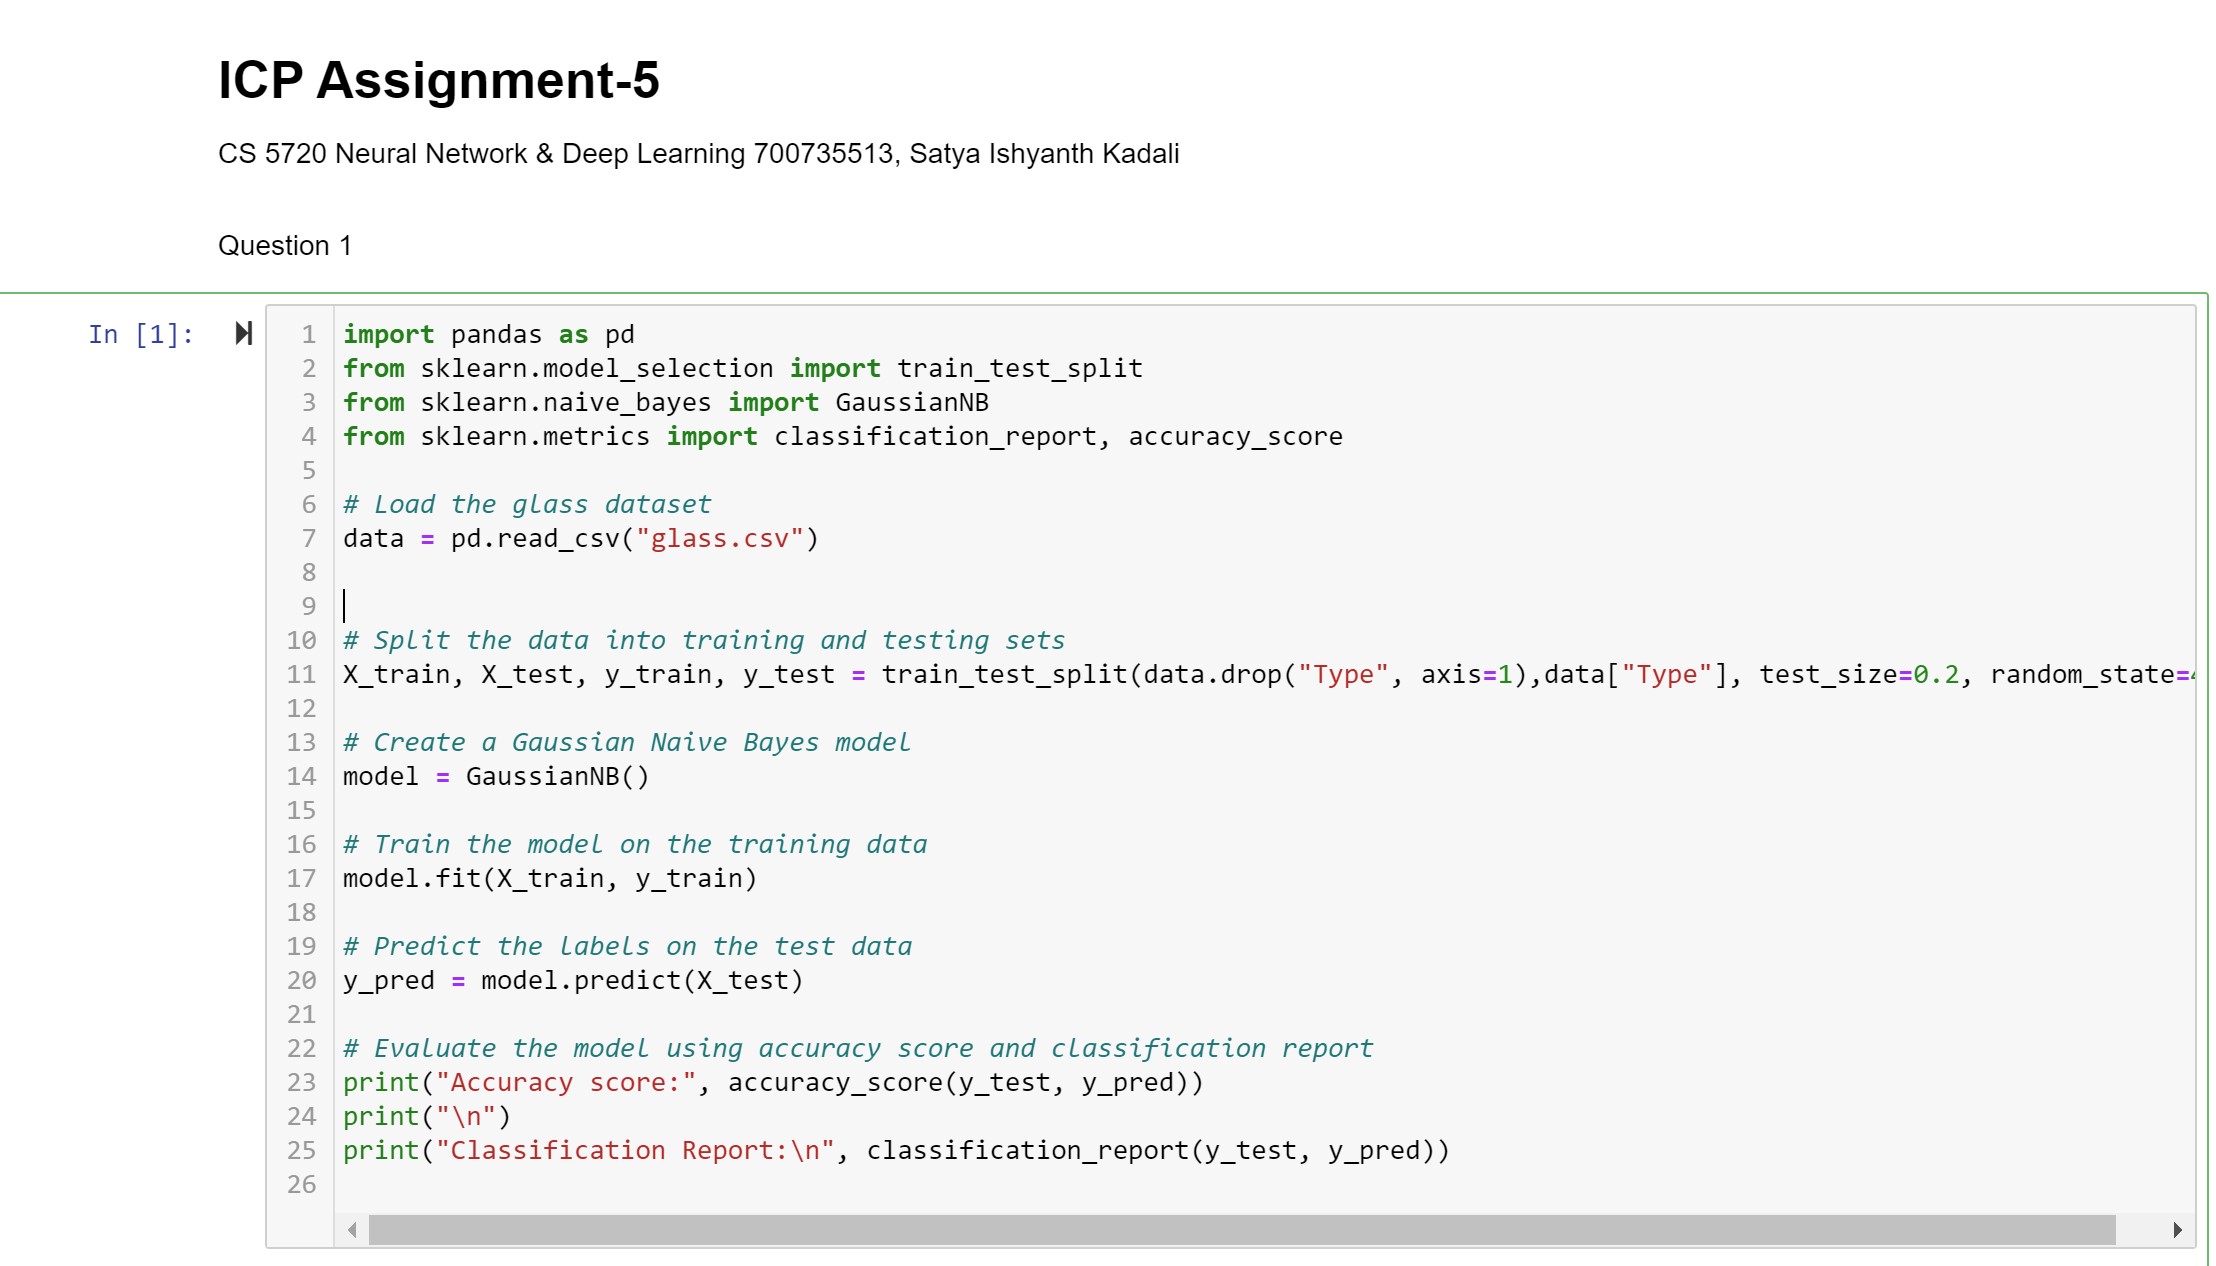 ICP Assignment-5
CS 5720 Neural Network & Deep Learning 700735513, Satya Ishyanth Kadali
Question 1
In [1]:
1 import pandas as pd
2 from sklearn.model_selection import train_test_split
3 from sklearn.naive_bayes import GaussianNB
4 from sklearn.metrics import classification_report, accuracy_score
5
6 # Load the glass dataset
7 data = pd.read_csv("glass.csv")
8
9
10 # Split the data into training and testing sets
11 X_train, X_test, y_train, y_test = train_test_split(data.drop("Type", axis=1),data["Type"], test_size=0.2, random_state=
12
13 # Create a Gaussian Naive Bayes model
14 model = GaussianNB()
15
16 # Train the model on the training data
17 model.fit(X_train, y_train)
18
19 # Predict the labels on the test data
20 y_pred = model.predict(X_test)
21
22 # Evaluate the model using accuracy score and classification report
23 print("Accuracy score:", accuracy_score(y_test, y_pred))
24 print("\n")
25 print("Classification Report:\n", classification_report(y_test, y_pred))
26